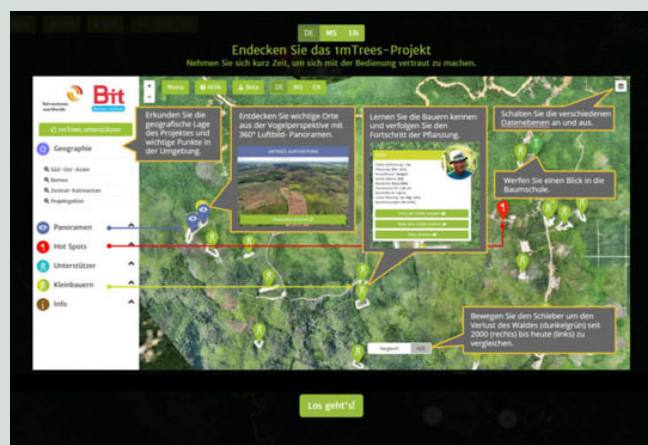 DE MS EN
Endecken Sie das 1mTrees-Projekt
Nehmen Sie sich kurz Zeit, um sich mit der Bedienung vertraut zu machen.
Menu Hilfe Beta DE MS EN
Bit
1mTrees unterstützen
Geographie
Süd-Ost-Asien
Borneo
Zentral-Kalimanten
Projektgebiet
Panoramen
Hot Spots
Unterstützer
Kleinbauern
Info
Erkunden Sie die
geografische Lage
des Projektes und
wichtige Punkte in
der Umgebung.
Entdecken Sie wichtige Orte
aus der Vogelperspektive mit
360° Luftbild-Panoramen.
Lernen Sie die Bauern kennen
und verfolgen Sie den
Fortschritt der Pflanzung.
Schalten Sie die verschiedenen
Datenebenen an und aus.
Werfen Sie einen Blick in die
Baumschule.
Bewegen Sie den Schieber um den
Verlust des Waldes (dunkelgrün) seit
2000 (rechts) bis heute (links) zu
vergleichen.
Vergleich
Los geht's!